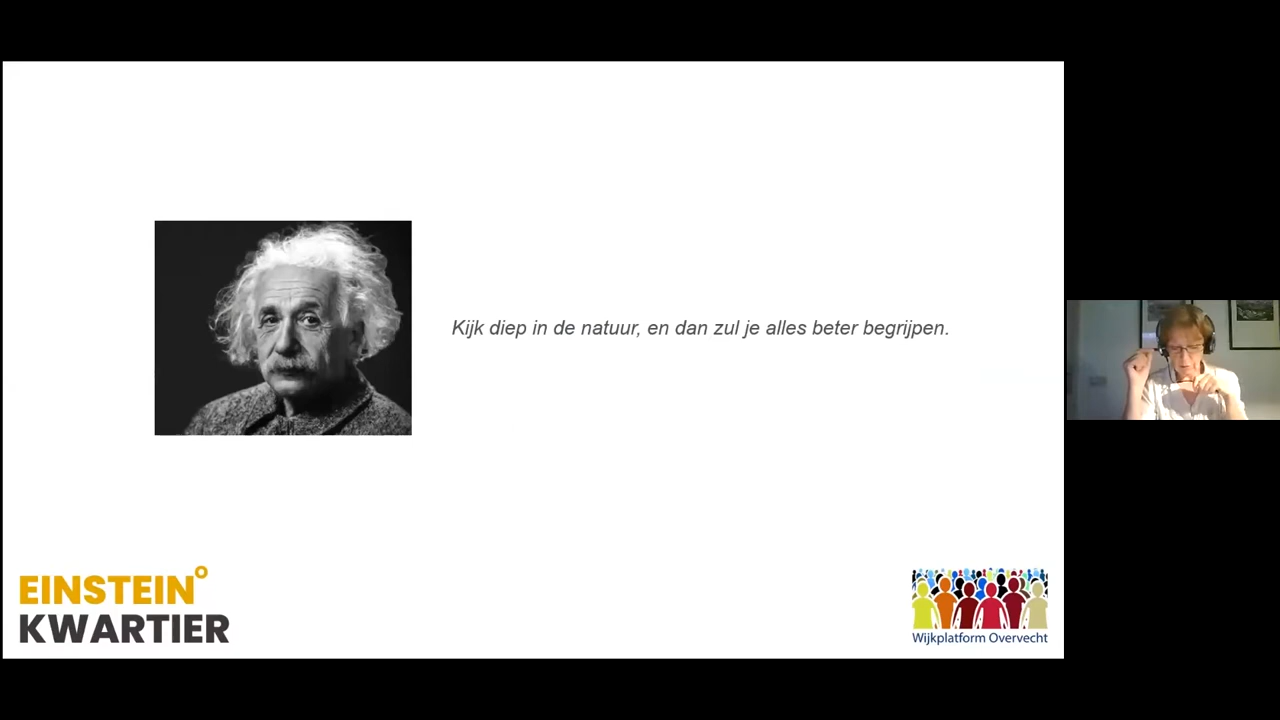 Kijk diep in de natuur, en dan zul je alles beter begrijpen.
EINSTEIN°
KWARTIER
Wijkplatform Overvecht